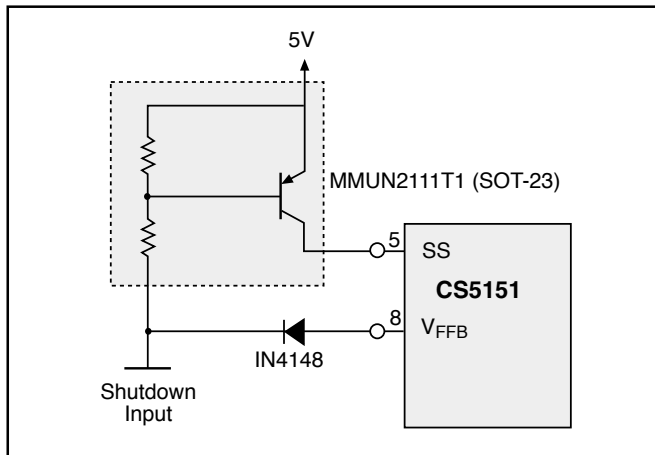 5V
MMUN2111T1 (SOT-23)
5
SS
CS5151
8
VFFB
IN4148
Shutdown
Input